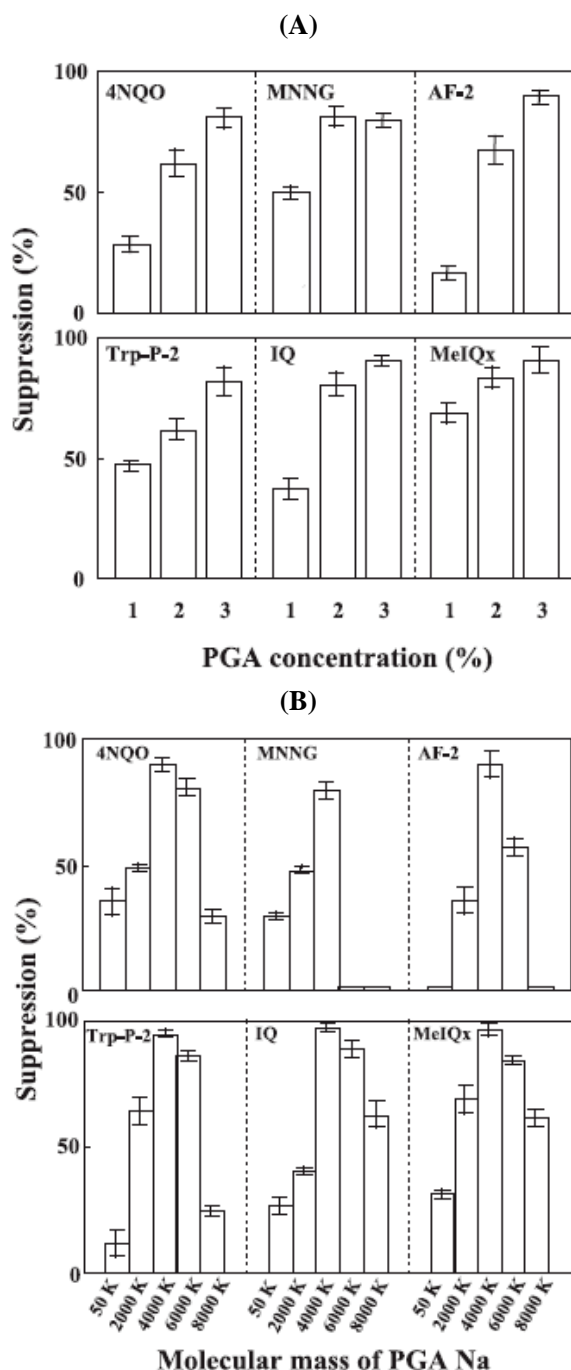 (A)
100
4NQO MNNG AF-2
50
0
Trp-P-2 IQ MeIQx
50
0
Suppression (%)
1 2 3 1 2 3 1 2 3
PGA concentration (%)
(B)
100
4NQO MNNG AF-2
50
0
100
Trp-P-2 IQ MeIQx
50
0
Suppression (%)
Suppression (%)
50 K 2000 K 4000 K 6000 K 8000 K 50 K 2000 K 4000 K 6000 K 8000 K 50 K 2000 K 4000 K 6000 K 8000 K
Molecular mass of PGA Na